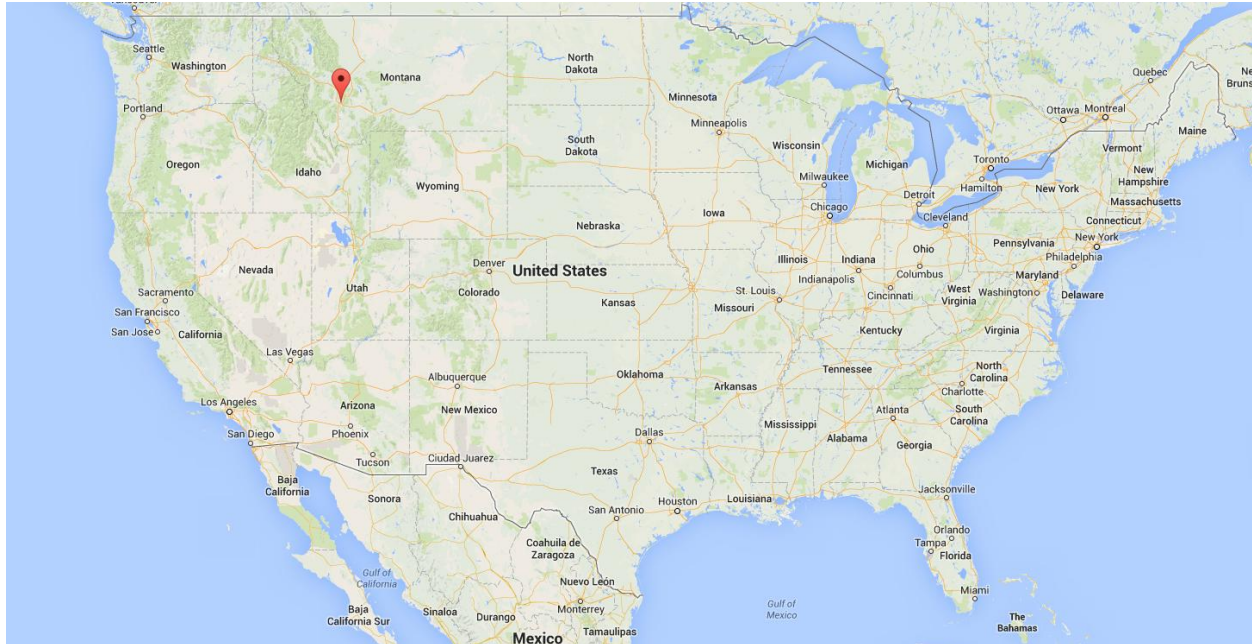 Seattle
Washington
Montana
North
Dakota
Minnesota
Quebec
Ottawa
Montreal
Portland
Minneapolis
Maine
South
Dakota
Wisconsin
Vermont
Oregon
Idaho
Michigan
Toronto
New
Hampshire
Wyoming
Milwaukee
Hamilton
New York
Detroit
Massachusetts
Chicago
Iowa
Cleveland
Connecticut
Nebraska
New York
Pennsylvania
Ohio
Philadelphia
Nevada
Denver
United States
Illinois
Indiana
Indianapolis
Columbus
Maryland
Utah
Colorado
Sacramento
Kansas
St. Louis
Missouri
Cincinnati
West
Virginia
Washington
Delaware
San Francisco
San Jose
California
Kentucky
Virginia
Las Vegas
Albuquerque
Oklahoma
Arkansas
Tennessee
North
Carolina
Charlotte
Los Angeles
Arizona
New Mexico
Atlanta
South
Carolina
San Diego
Phoenix
Dallas
Mississippi
Alabama
Georgia
Tucson
Ciudad Juarez
Texas
Baja
California
Sonora
Jacksonville
Chihuahua
San Antonio
Houston
Louisiana
Orlando
Tampa
Florida
Coahuila de
Zaragoza
Gulf of
California
Nuevo León
Miami
Baja
California Sur
Sinaloa
Durango
Monterrey
Gulf of
Mexico
The
Bahamas
Mexico
Tamaulipas